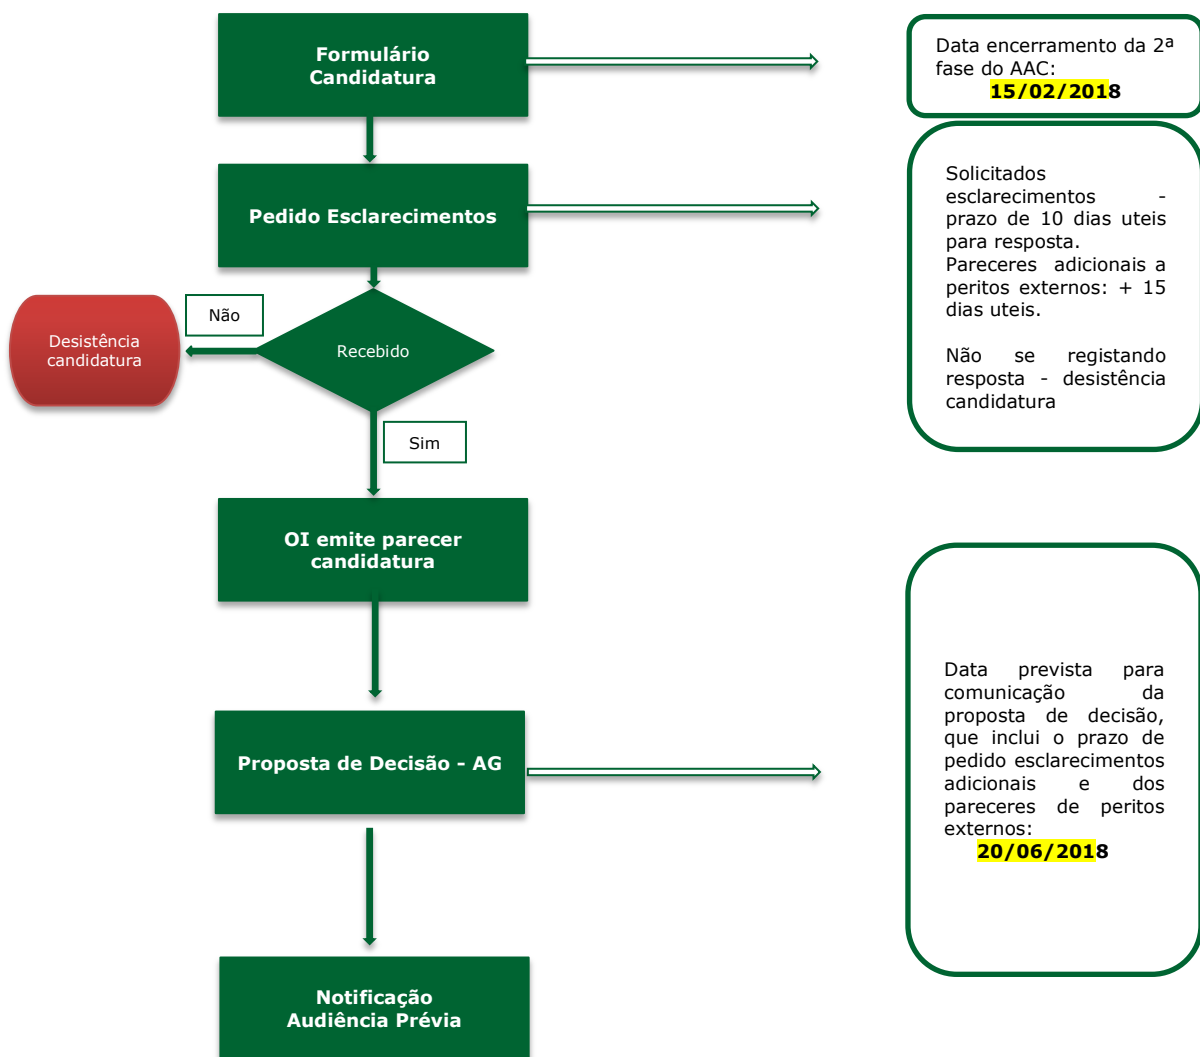 Formulário
Candidatura
Data encerramento da 2ª
fase do AAC:
15/02/2018
Pedido Esclarecimentos
Solicitados
esclarecimentos -
prazo de 10 dias uteis
para resposta.
Pareceres adicionais a
peritos externos: + 15
dias uteis.
Não se registando
resposta - desistência
candidatura
Não
Desistência
candidatura
Recebido
Sim
OI emite parecer
candidatura
Proposta de Decisão - AG
Data prevista para
comunicação da
proposta de decisão,
que inclui o prazo de
pedido esclarecimentos
adicionais e dos
pareceres de peritos
externos:
20/06/2018
Notificação
Audiência Prévia